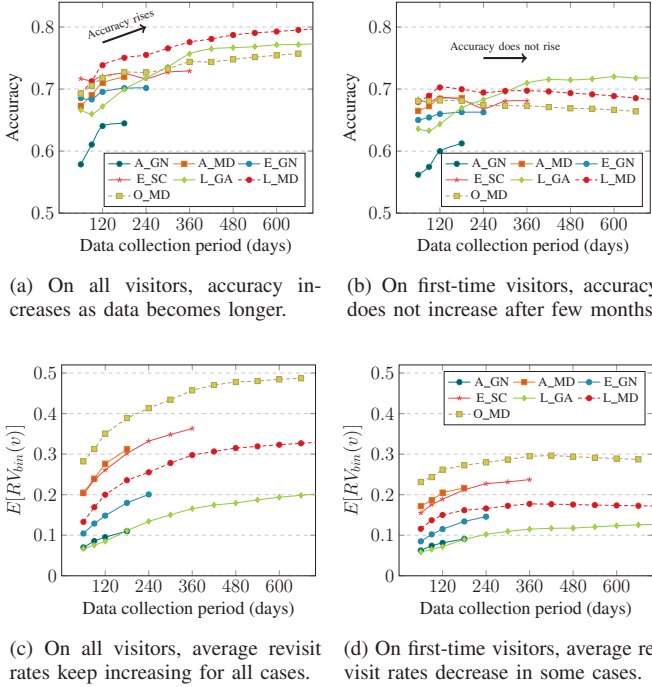 Accuracy rises
Accuracy
0.8
0.7
0.6
0.5
A_GN A_MD E_GN
E_SC L_GA L_MD
O_MD
120 240 360 480 600
Data collection period (days)
(a) On all visitors, accuracy in-
creases as data becomes longer.
Accuracy does not rise
Accuracy
0.8
0.7
0.6
0.5
A_GN A_MD E_GN
E_SC L_GA L_MD
O_MD
120 240 360 480 600
Data collection period (days)
(b) On first-time visitors, accuracy
does not increase after few months
E[RV_bin(v)]
0.5
0.4
0.3
0.2
0.1
0
120 240 360 480 600
Data collection period (days)
(c) On all visitors, average revisit
rates keep increasing for all cases.
E[RV_bin(v)]
0.5
0.4
0.3
0.2
0.1
0
A_GN A_MD E_GN
E_SC L_GA L_MD
O_MD
120 240 360 480 600
Data collection period (days)
(d) On first-time visitors, average re
visit rates decrease in some cases.